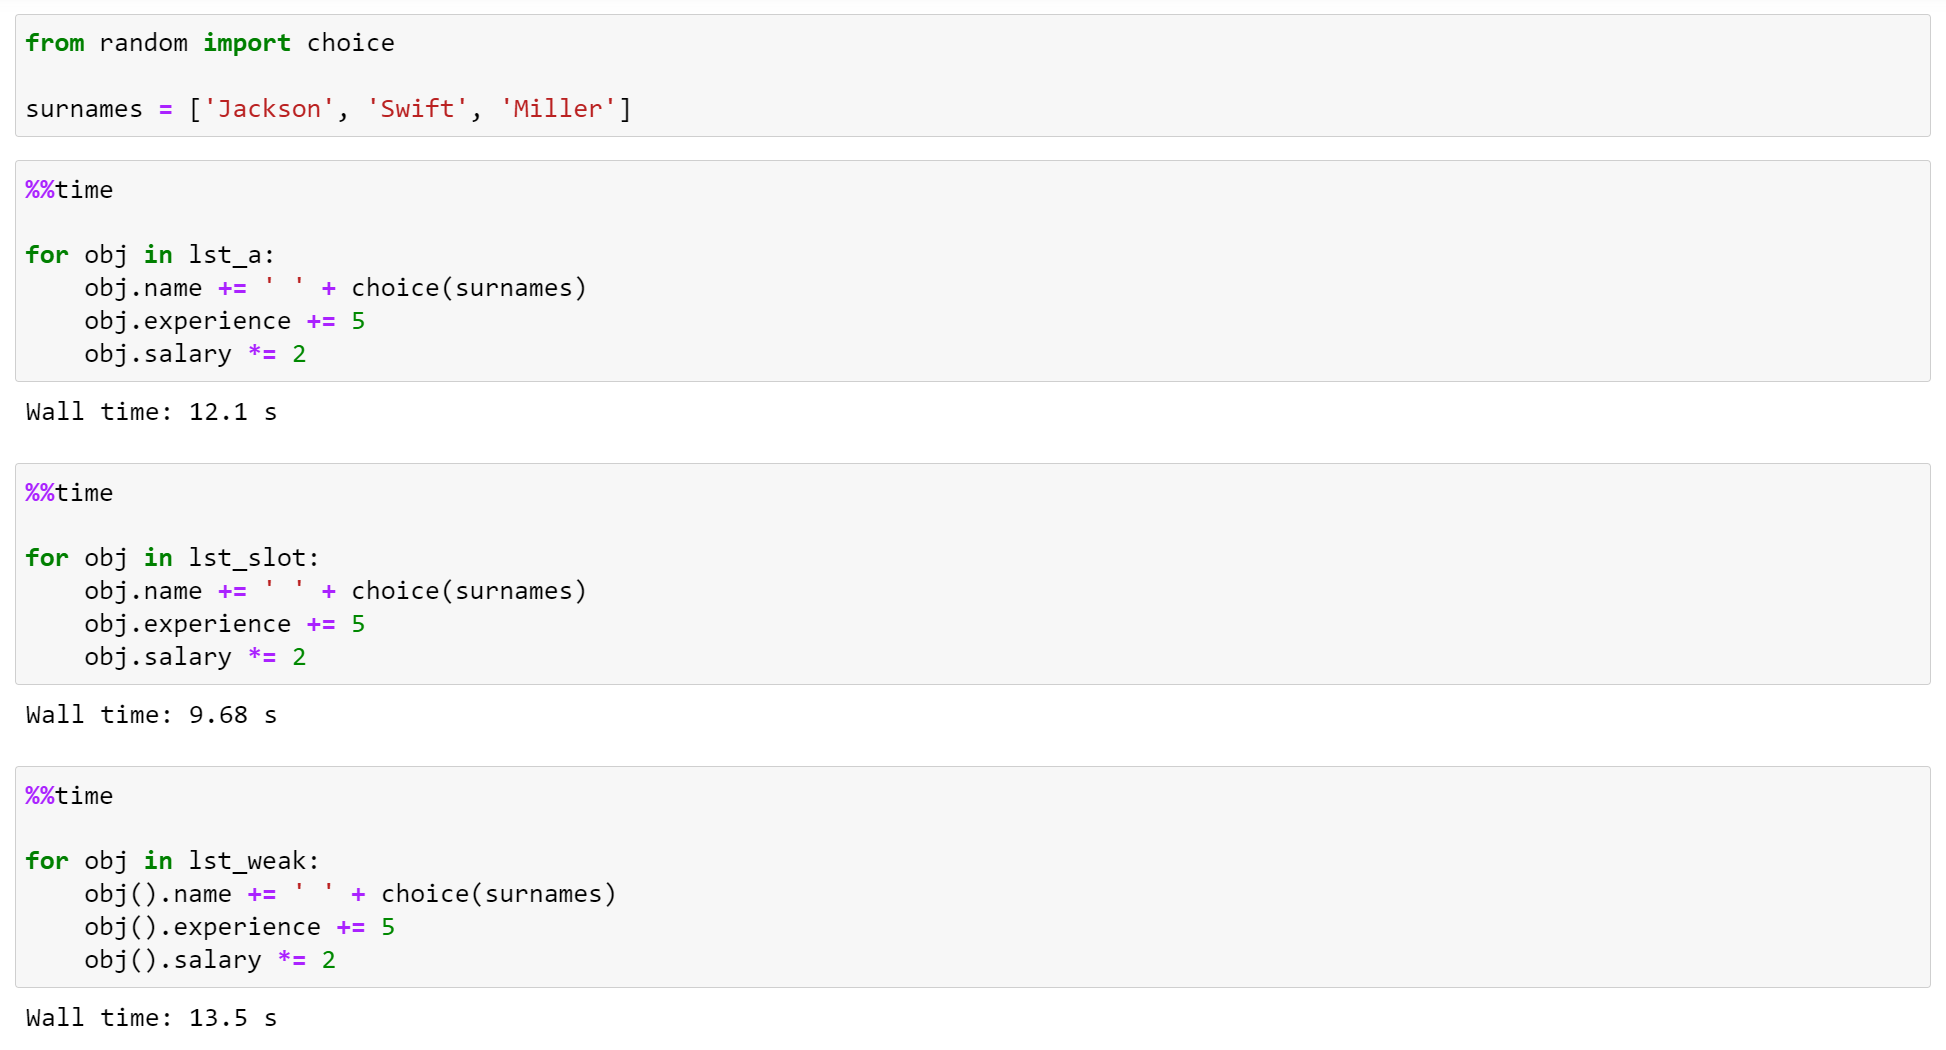 from random import choice
surnames = ['Jackson', 'Swift', 'Miller']
%%time
for obj in lst_a:
    obj.name += ' ' + choice(surnames)
    obj.experience += 5
    obj.salary *= 2
Wall time: 12.1 s
%%time
for obj in lst_slot:
    obj.name += ' ' + choice(surnames)
    obj.experience += 5
    obj.salary *= 2
Wall time: 9.68 s
%%time
for obj in lst_weak:
    obj().name += ' ' + choice(surnames)
    obj().experience += 5
    obj().salary *= 2
Wall time: 13.5 s